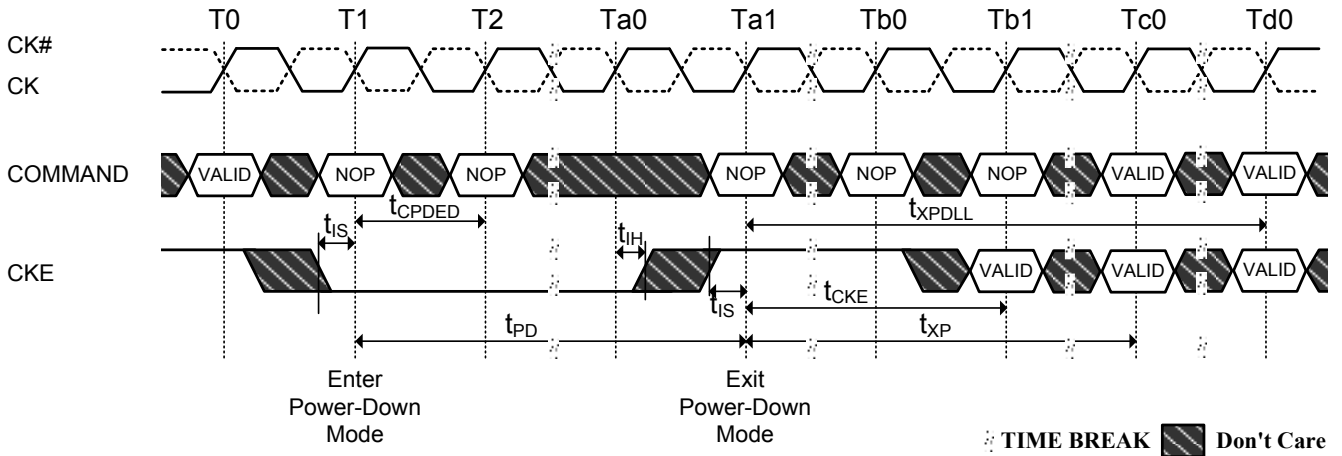 T0 T1 T2 Ta0 Ta1 Tb0 Tb1 Tc0 Td0
CK#
CK
COMMAND VALID NOP NOP NOP NOP NOP VALID VALID
tCPDED tXPDLL
tIS tIH
CKE VALID VALID VALID
tIS tCKE
tPD tXP
Enter Power-Down Mode
Exit Power-Down Mode
TIME BREAK Don't Care